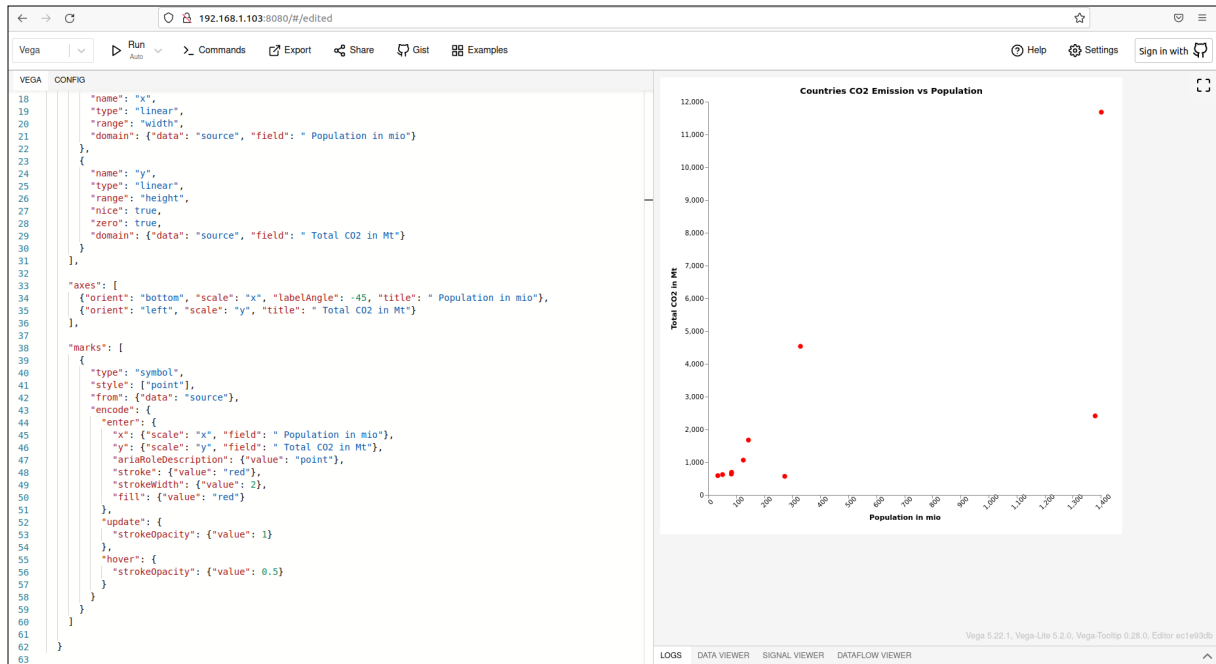 192.168.1.103:8080/#/edited
Vega Run Auto Commands Export Share Gist Examples Help Settings Sign in with
VEGA CONFIG
18 "name": "x",
19 "type": "linear",
20 "range": "width",
21 "domain": {"data": "source", "field": " Population in mio"}
22 },
23 {
24 "name": "y",
25 "type": "linear",
26 "range": "height",
27 "nice": true,
28 "zero": true,
29 "domain": {"data": "source", "field": " Total CO2 in Mt"}
30 }
31 ],
32
33 "axes": [
34 {"orient": "bottom", "scale": "x", "labelAngle": -45, "title": " Population in mio"},
35 {"orient": "left", "scale": "y", "title": " Total CO2 in Mt"}
36 ],
37
38 "marks": [
39 {
40 "type": "symbol",
41 "style": ["point"],
42 "from": {"data": "source"},
43 "encode": {
44 "enter": {
45 "x": {"scale": "x", "field": " Population in mio"},
46 "y": {"scale": "y", "field": " Total CO2 in Mt"},
47 "ariaRoleDescription": {"value": "point"},
48 "stroke": {"value": "red"},
49 "strokeWidth": {"value": 2},
50 "fill": {"value": "red"}
51 },
52 "update": {
53 "strokeOpacity": {"value": 1}
54 },
55 "hover": {
56 "strokeOpacity": {"value": 0.5}
57 }
58 }
59 }
60 ]
61
62 }
63
Countries CO2 Emission vs Population
12,000
11,000
10,000
9,000
8,000
7,000
6,000
5,000
4,000
3,000
2,000
1,000
0
Total CO2 in Mt
0 100 200 300 400 500 600 700 800 900 1,000 1,100 1,200 1,300 1,400
Population in mio
Vega 5.22.1, Vega-Lite 5.2.0, Vega-Tooltip 0.28.0, Editor ec1e93db
LOGS DATA VIEWER SIGNAL VIEWER DATAFLOW VIEWER